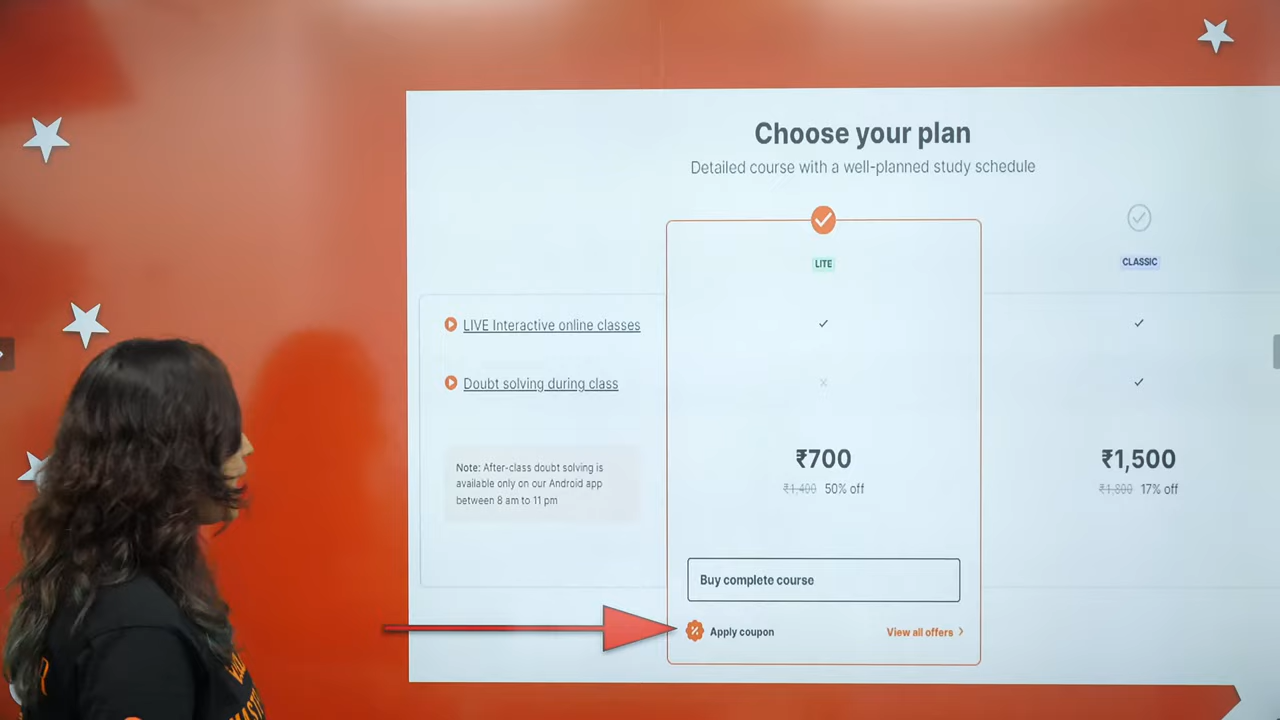 Choose your plan
Detailed course with a well-planned study schedule
LITE
CLASSIC
LIVE Interactive online classes
Doubt solving during class
Note: After-class doubt solving is
available only on our Android app
between 8 am to 11 pm
₹700
₹1,400 50% off
₹1,500
₹1,800 17% off
Buy complete course
Apply coupon
View all offers